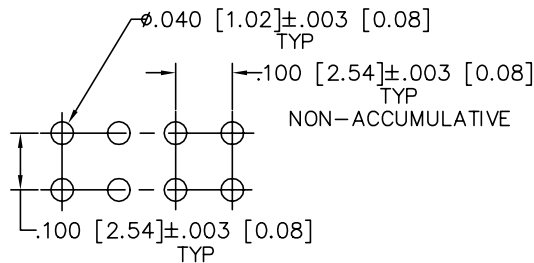 ⌀.040 [1.02]±.003 [0.08]
TYP
.100 [2.54]±.003 [0.08]
TYP
NON-ACCUMULATIVE
.100 [2.54]±.003 [0.08]
TYP